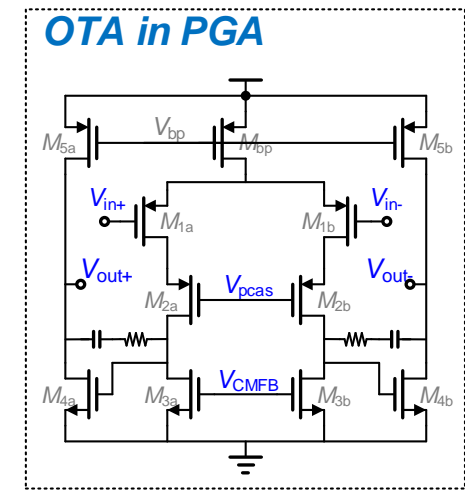 OTA in PGA
M5a Vbp Mbp M5b
Vin+ M1a M1b Vin-
Vout+ M2a Vpcas M2b Vout-
M4a M3a VCMFB M3b M4b